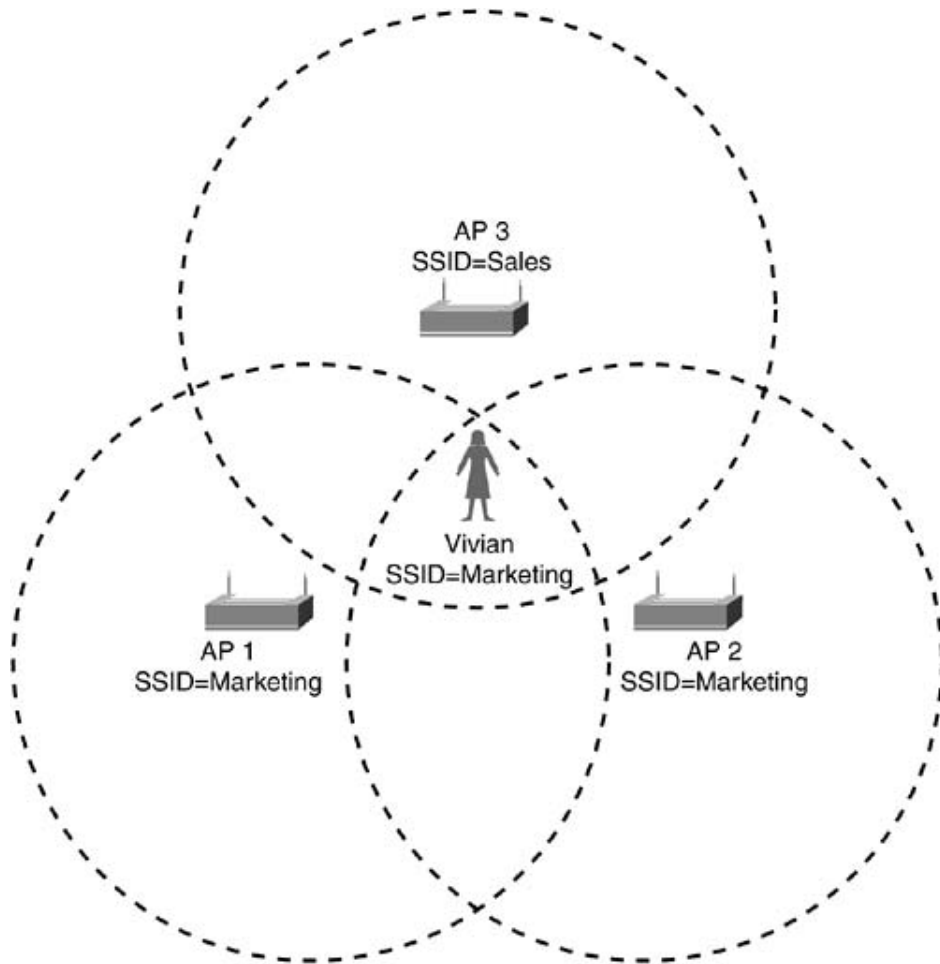 AP 3
SSID=Sales
Vivian
SSID=Marketing
AP 1
SSID=Marketing
AP 2
SSID=Marketing